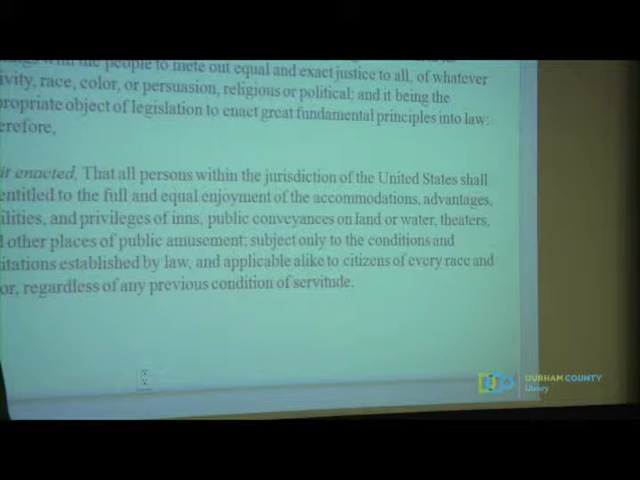 with the people to mete out equal and exact justice to all, of whatever
ivity, race, color, or persuasion, religious or political; and it being the
ropriate object of legislation to enact great fundamental principles into law:
erefore,
it enacted, That all persons within the jurisdiction of the United States shall
entitled to the full and equal enjoyment of the accommodations, advantages,
ilities, and privileges of inns, public conveyances on land or water, theaters,
l other places of public amusement; subject only to the conditions and
itations established by law, and applicable alike to citizens of every race and
or, regardless of any previous condition of servitude.
DURHAM COUNTY
Library